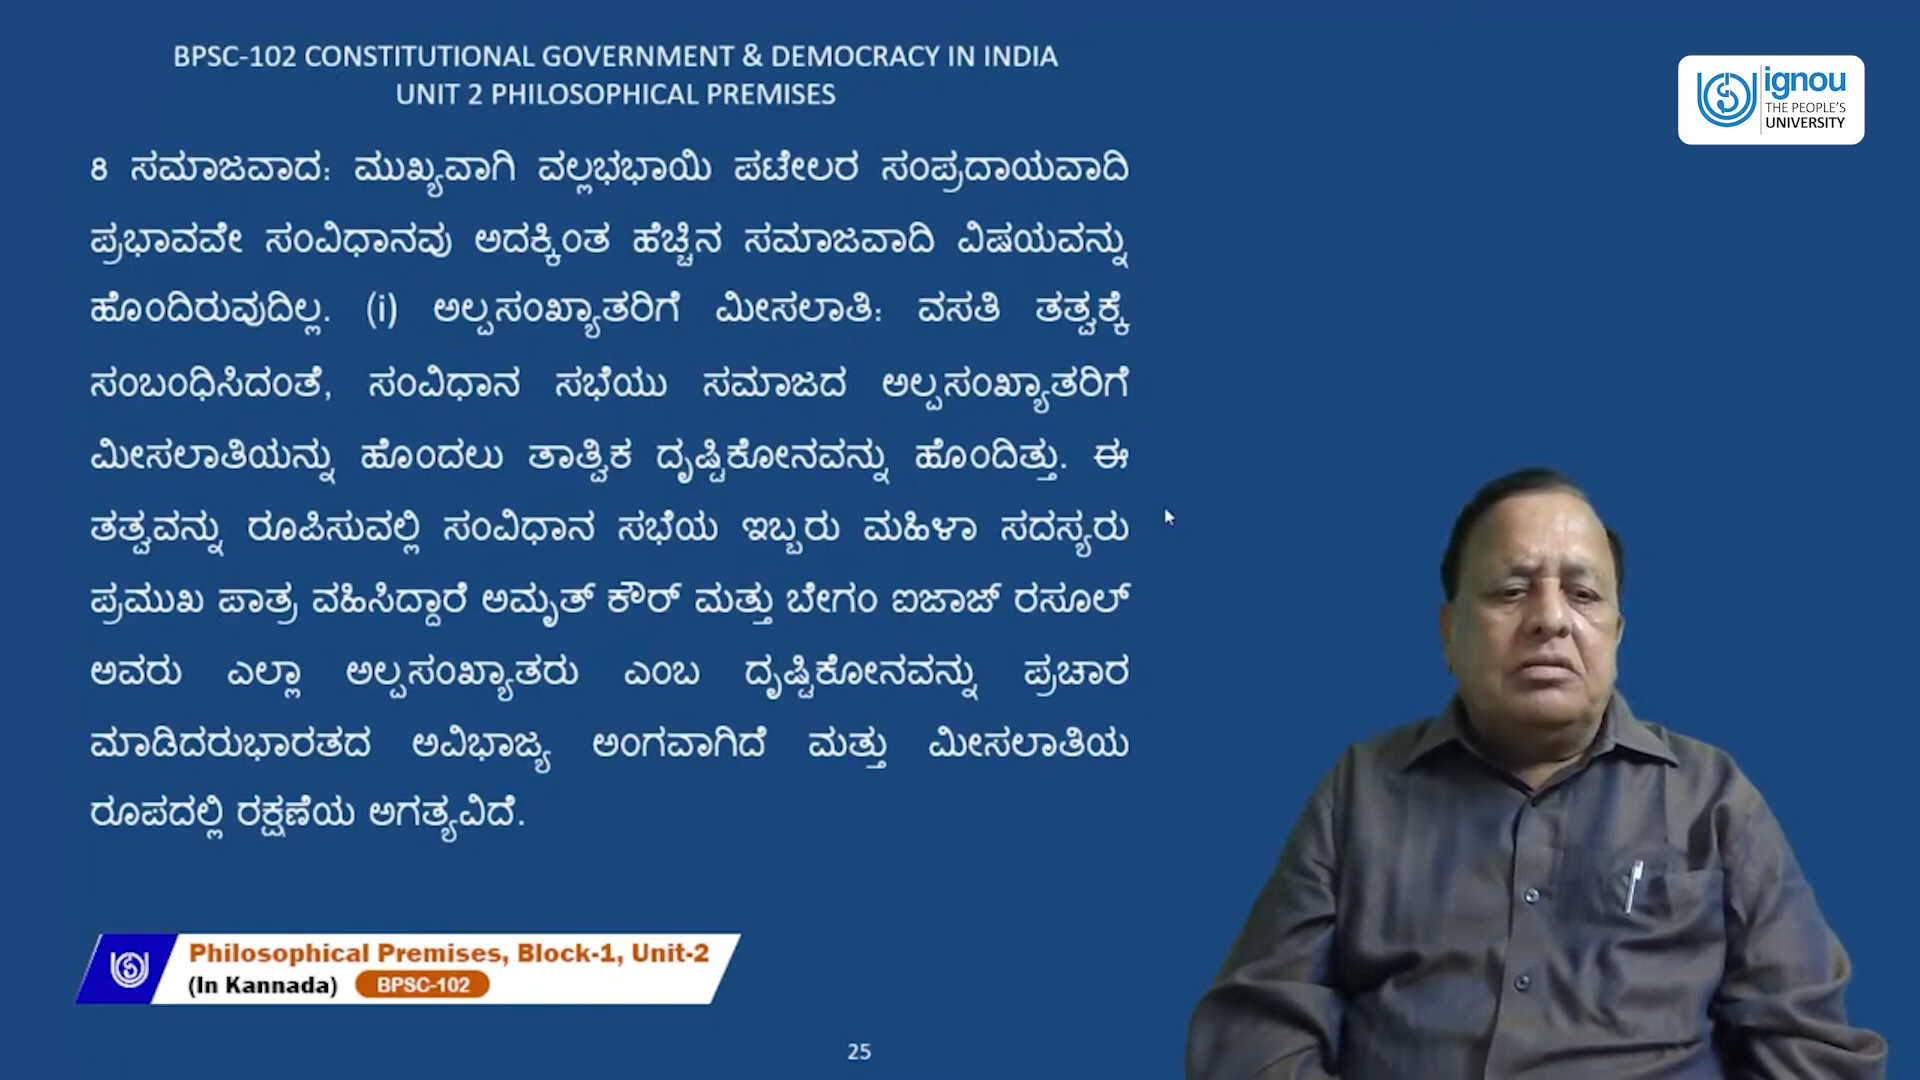 BPSC-102 CONSTITUTIONAL GOVERNMENT & DEMOCRACY IN INDIA
UNIT 2 PHILOSOPHICAL PREMISES
ignou
THE PEOPLE'S
UNIVERSITY
8 ಸಮಾಜವಾದ: ಮುಖ್ಯವಾಗಿ ವಲ್ಲಭಭಾಯಿ ಪಟೇಲರ ಸಂಪ್ರದಾಯವಾದಿ
ಪ್ರಭಾವವೇ ಸಂವಿಧಾನವು ಅದಕ್ಕಿಂತ ಹೆಚ್ಚಿನ ಸಮಾಜವಾದಿ ವಿಷಯವನ್ನು
ಹೊಂದಿರುವುದಿಲ್ಲ. (i) ಅಲ್ಪಸಂಖ್ಯಾತರಿಗೆ ಮೀಸಲಾತಿ: ವಸತಿ ತತ್ವಕ್ಕೆ
ಸಂಬಂಧಿಸಿದಂತೆ, ಸಂವಿಧಾನ ಸಭೆಯು ಸಮಾಜದ ಅಲ್ಪಸಂಖ್ಯಾತರಿಗೆ
ಮೀಸಲಾತಿಯನ್ನು ಹೊಂದಲು ತಾತ್ವಿಕ ದೃಷ್ಟಿಕೋನವನ್ನು ಹೊಂದಿತ್ತು. ಈ
ತತ್ವವನ್ನು ರೂಪಿಸುವಲ್ಲಿ ಸಂವಿಧಾನ ಸಭೆಯ ಇಬ್ಬರು ಮಹಿಳಾ ಸದಸ್ಯರು
ಪ್ರಮುಖ ಪಾತ್ರ ವಹಿಸಿದ್ದಾರೆ ಅಮೃತ್ ಕೌರ್ ಮತ್ತು ಬೇಗಂ ಐಜಾಜ್ ರಸೂಲ್
ಅವರು ಎಲ್ಲಾ ಅಲ್ಪಸಂಖ್ಯಾತರು ಎಂಬ ದೃಷ್ಟಿಕೋನವನ್ನು ಪ್ರಚಾರ
ಮಾಡಿದರುಭಾರತದ ಅವಿಭಾಜ್ಯ ಅಂಗವಾಗಿದೆ ಮತ್ತು ಮೀಸಲಾತಿಯ
ರೂಪದಲ್ಲಿ ರಕ್ಷಣೆಯ ಅಗತ್ಯವಿದೆ.
Philosophical Premises, Block-1, Unit-2
(In Kannada) BPSC-102
25